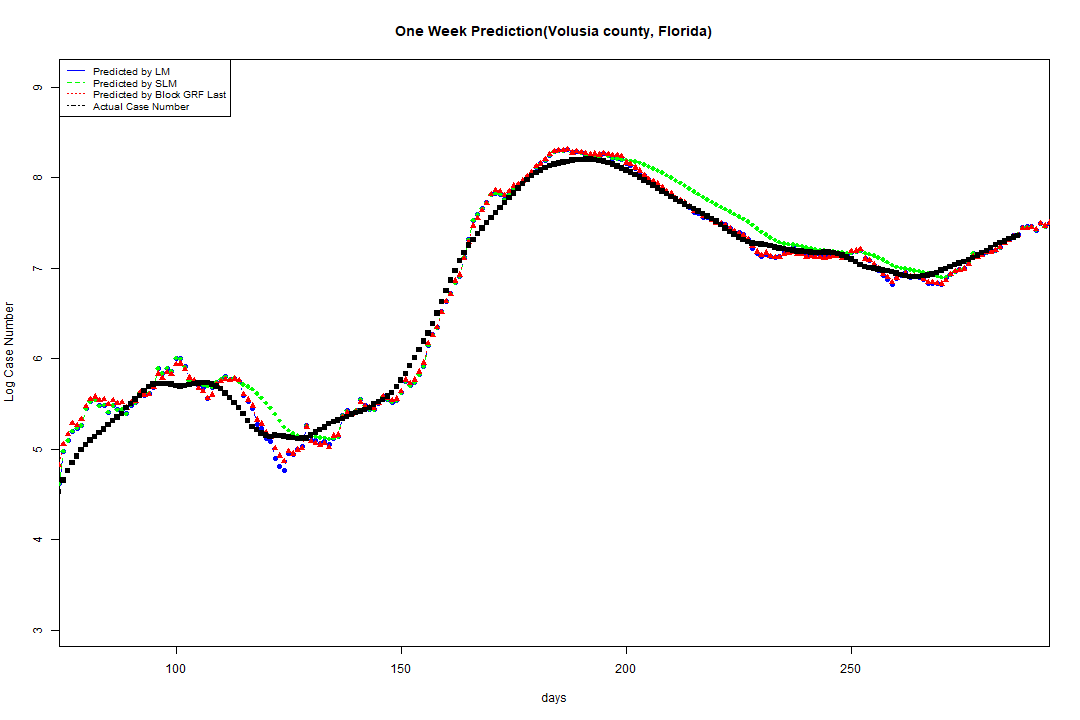 One Week Prediction(Volusia county, Florida)
Predicted by LM
Predicted by SLM
Predicted by Block GRF Last
Actual Case Number
9
8
7
6
5
4
3
Log Case Number
100 150 200 250
days